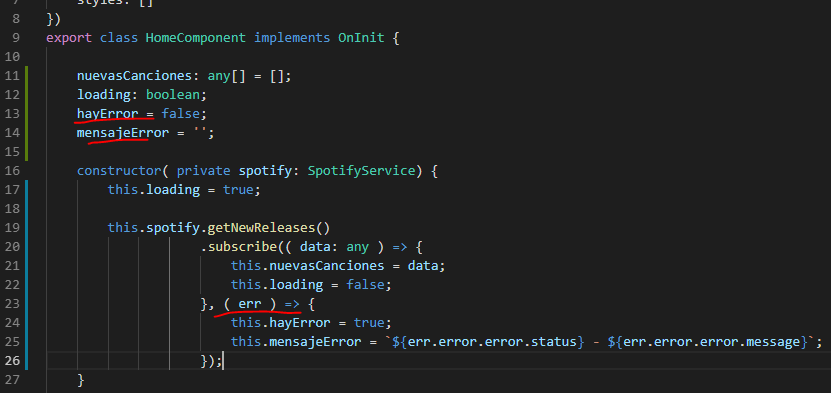 7 styles: []
8 })
9 export class HomeComponent implements OnInit {
10
11 nuevasCanciones: any[] = [];
12 loading: boolean;
13 hayError = false;
14 mensajeError = '';
15
16 constructor( private spotify: SpotifyService) {
17 this.loading = true;
18
19 this.spotify.getNewReleases()
20 .subscribe(( data: any ) => {
21 this.nuevasCanciones = data;
22 this.loading = false;
23 }, ( err ) => {
24 this.hayError = true;
25 this.mensajeError = `${err.error.error.status} - ${err.error.error.message}`;
26 });
27 }